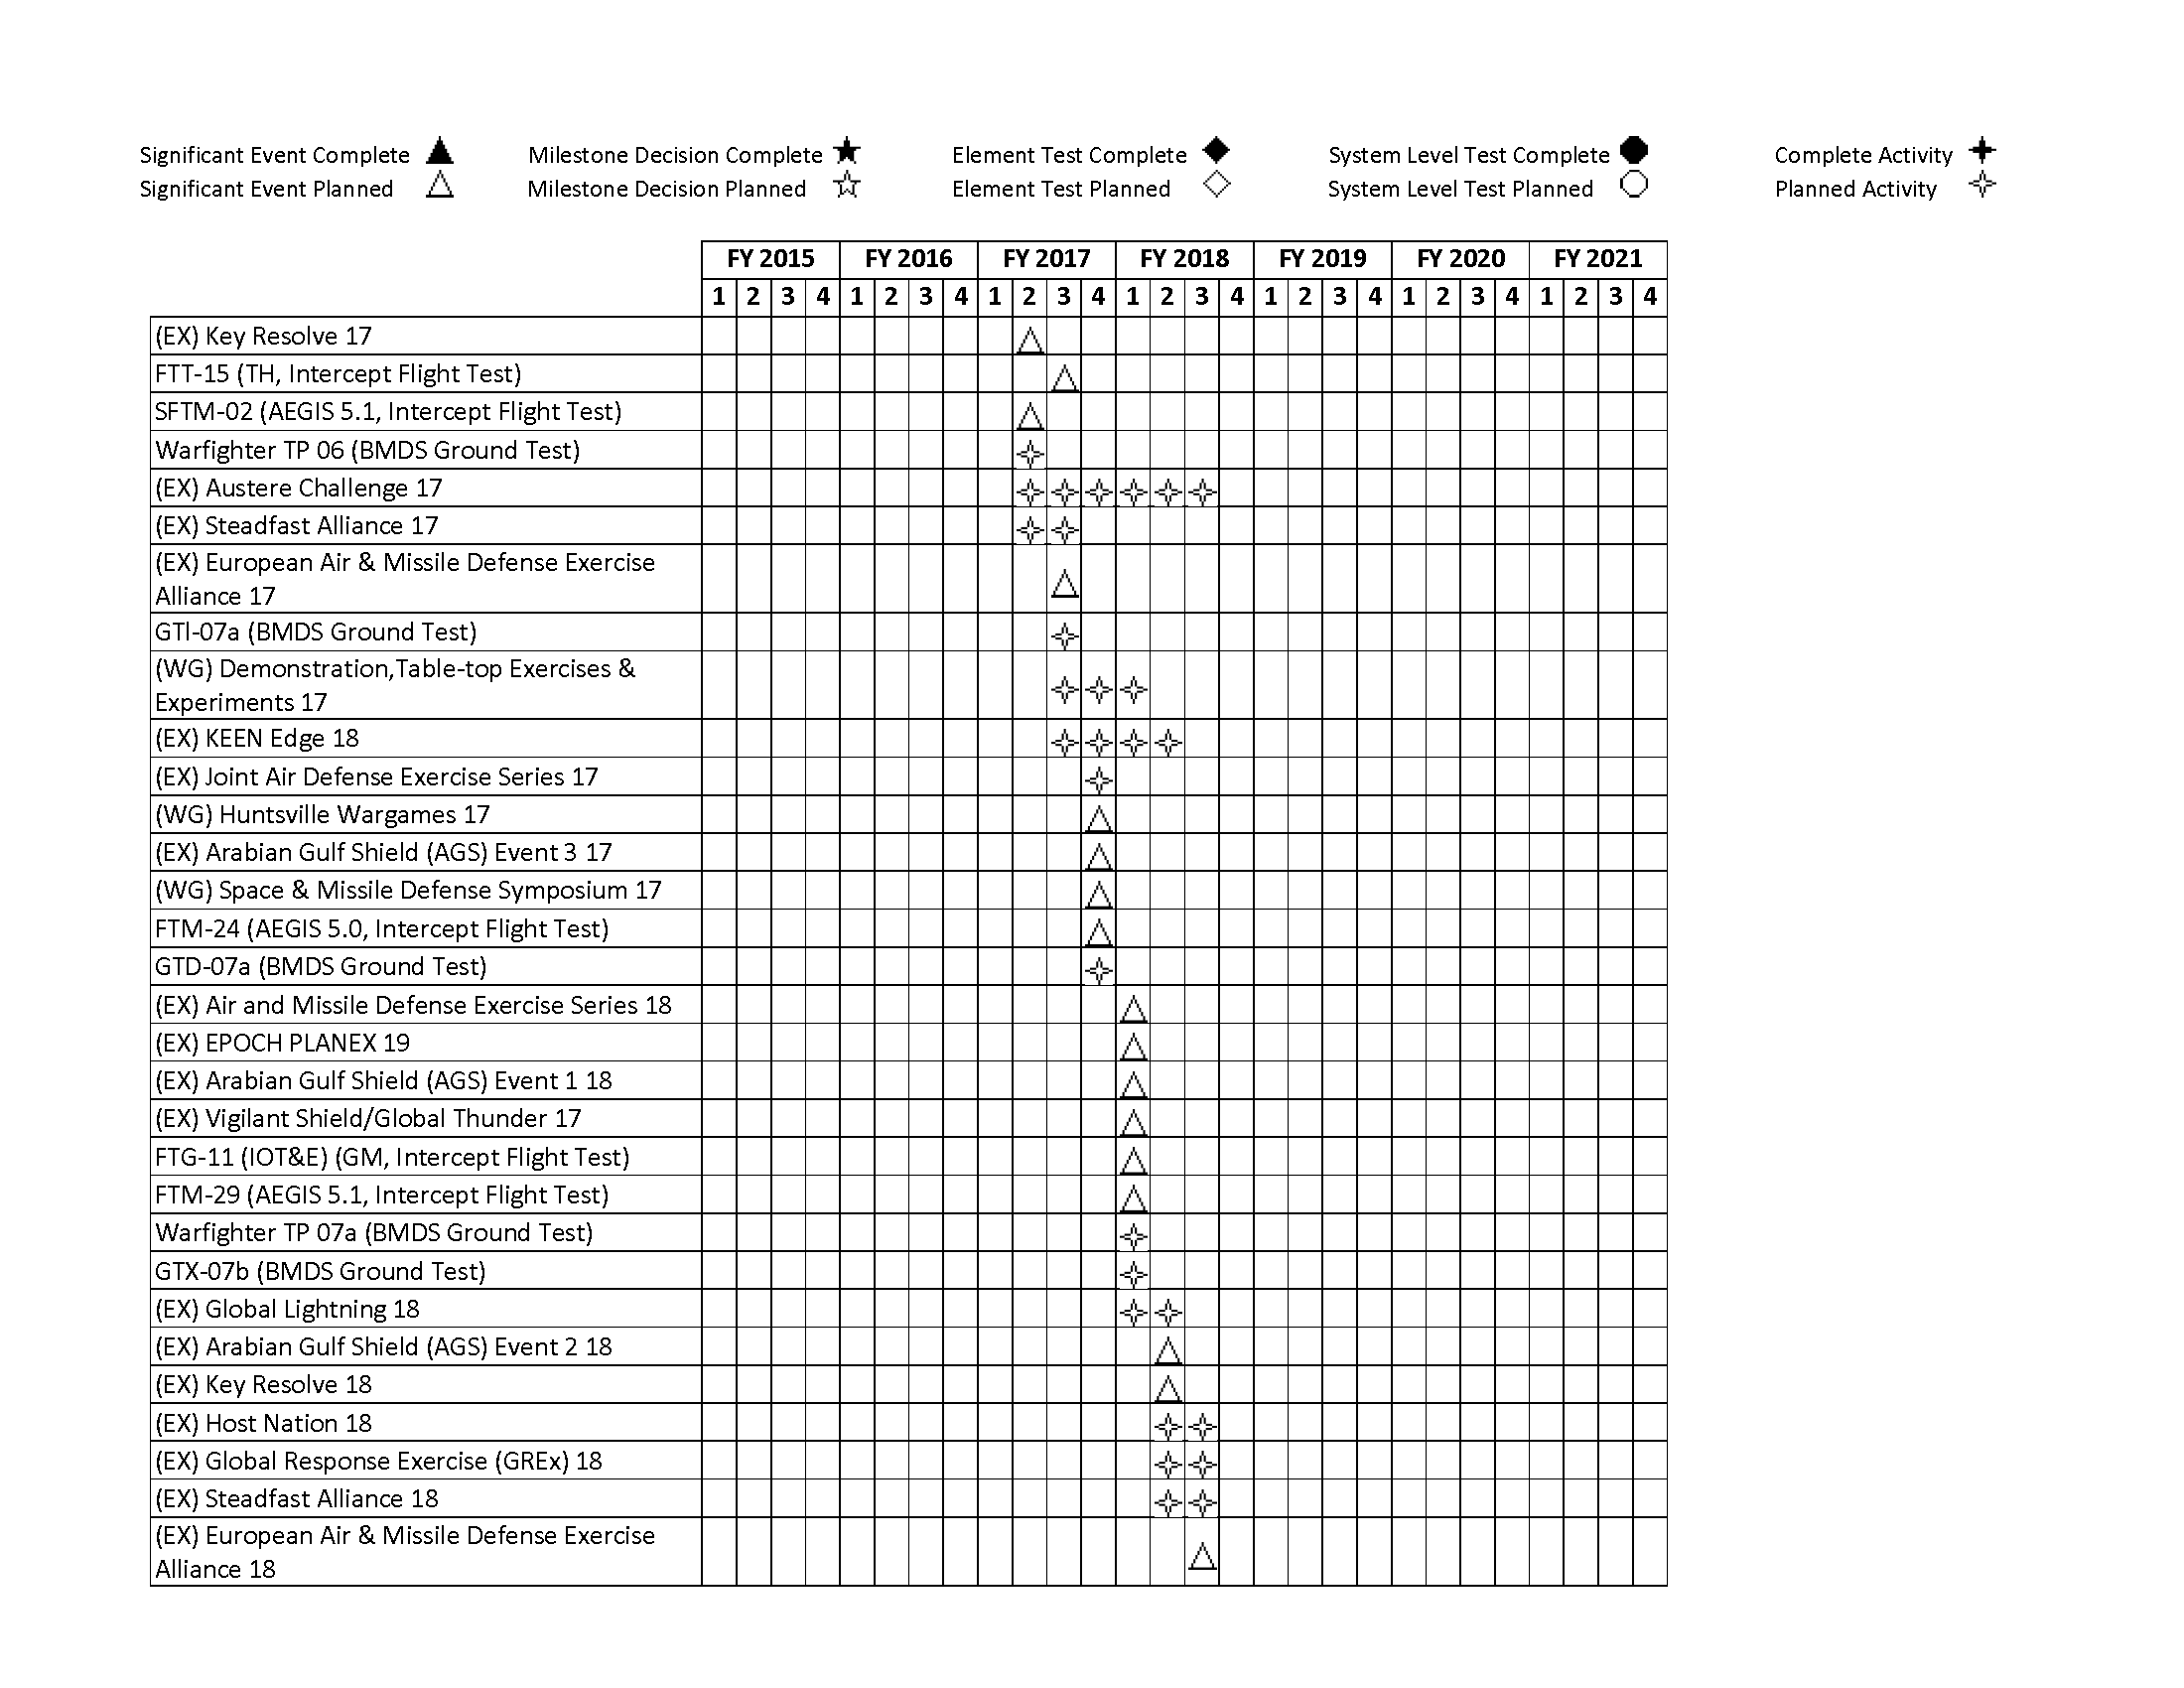 Significant Event Complete Milestone Decision Complete Element Test Complete System Level Test Complete Complete Activity
Significant Event Planned Milestone Decision Planned Element Test Planned System Level Test Planned Planned Activity
FY 2015 FY 2016 FY 2017 FY 2018 FY 2019 FY 2020 FY 2021
1 2 3 4 1 2 3 4 1 2 3 4 1 2 3 4 1 2 3 4 1 2 3 4 1 2 3 4
(EX) Key Resolve 17
FTT-15 (TH, Intercept Flight Test)
SFTM-02 (AEGIS 5.1, Intercept Flight Test)
Warfighter TP 06 (BMDS Ground Test)
(EX) Austere Challenge 17
(EX) Steadfast Alliance 17
(EX) European Air & Missile Defense Exercise
Alliance 17
GTI-07a (BMDS Ground Test)
(WG) Demonstration,Table-top Exercises &
Experiments 17
(EX) KEEN Edge 18
(EX) Joint Air Defense Exercise Series 17
(WG) Huntsville Wargames 17
(EX) Arabian Gulf Shield (AGS) Event 3 17
(WG) Space & Missile Defense Symposium 17
FTM-24 (AEGIS 5.0, Intercept Flight Test)
GTD-07a (BMDS Ground Test)
(EX) Air and Missile Defense Exercise Series 18
(EX) EPOCH PLANEX 19
(EX) Arabian Gulf Shield (AGS) Event 1 18
(EX) Vigilant Shield/Global Thunder 17
FTG-11 (IOT&E) (GM, Intercept Flight Test)
FTM-29 (AEGIS 5.1, Intercept Flight Test)
Warfighter TP 07a (BMDS Ground Test)
GTX-07b (BMDS Ground Test)
(EX) Global Lightning 18
(EX) Arabian Gulf Shield (AGS) Event 2 18
(EX) Key Resolve 18
(EX) Host Nation 18
(EX) Global Response Exercise (GREx) 18
(EX) Steadfast Alliance 18
(EX) European Air & Missile Defense Exercise
Alliance 18